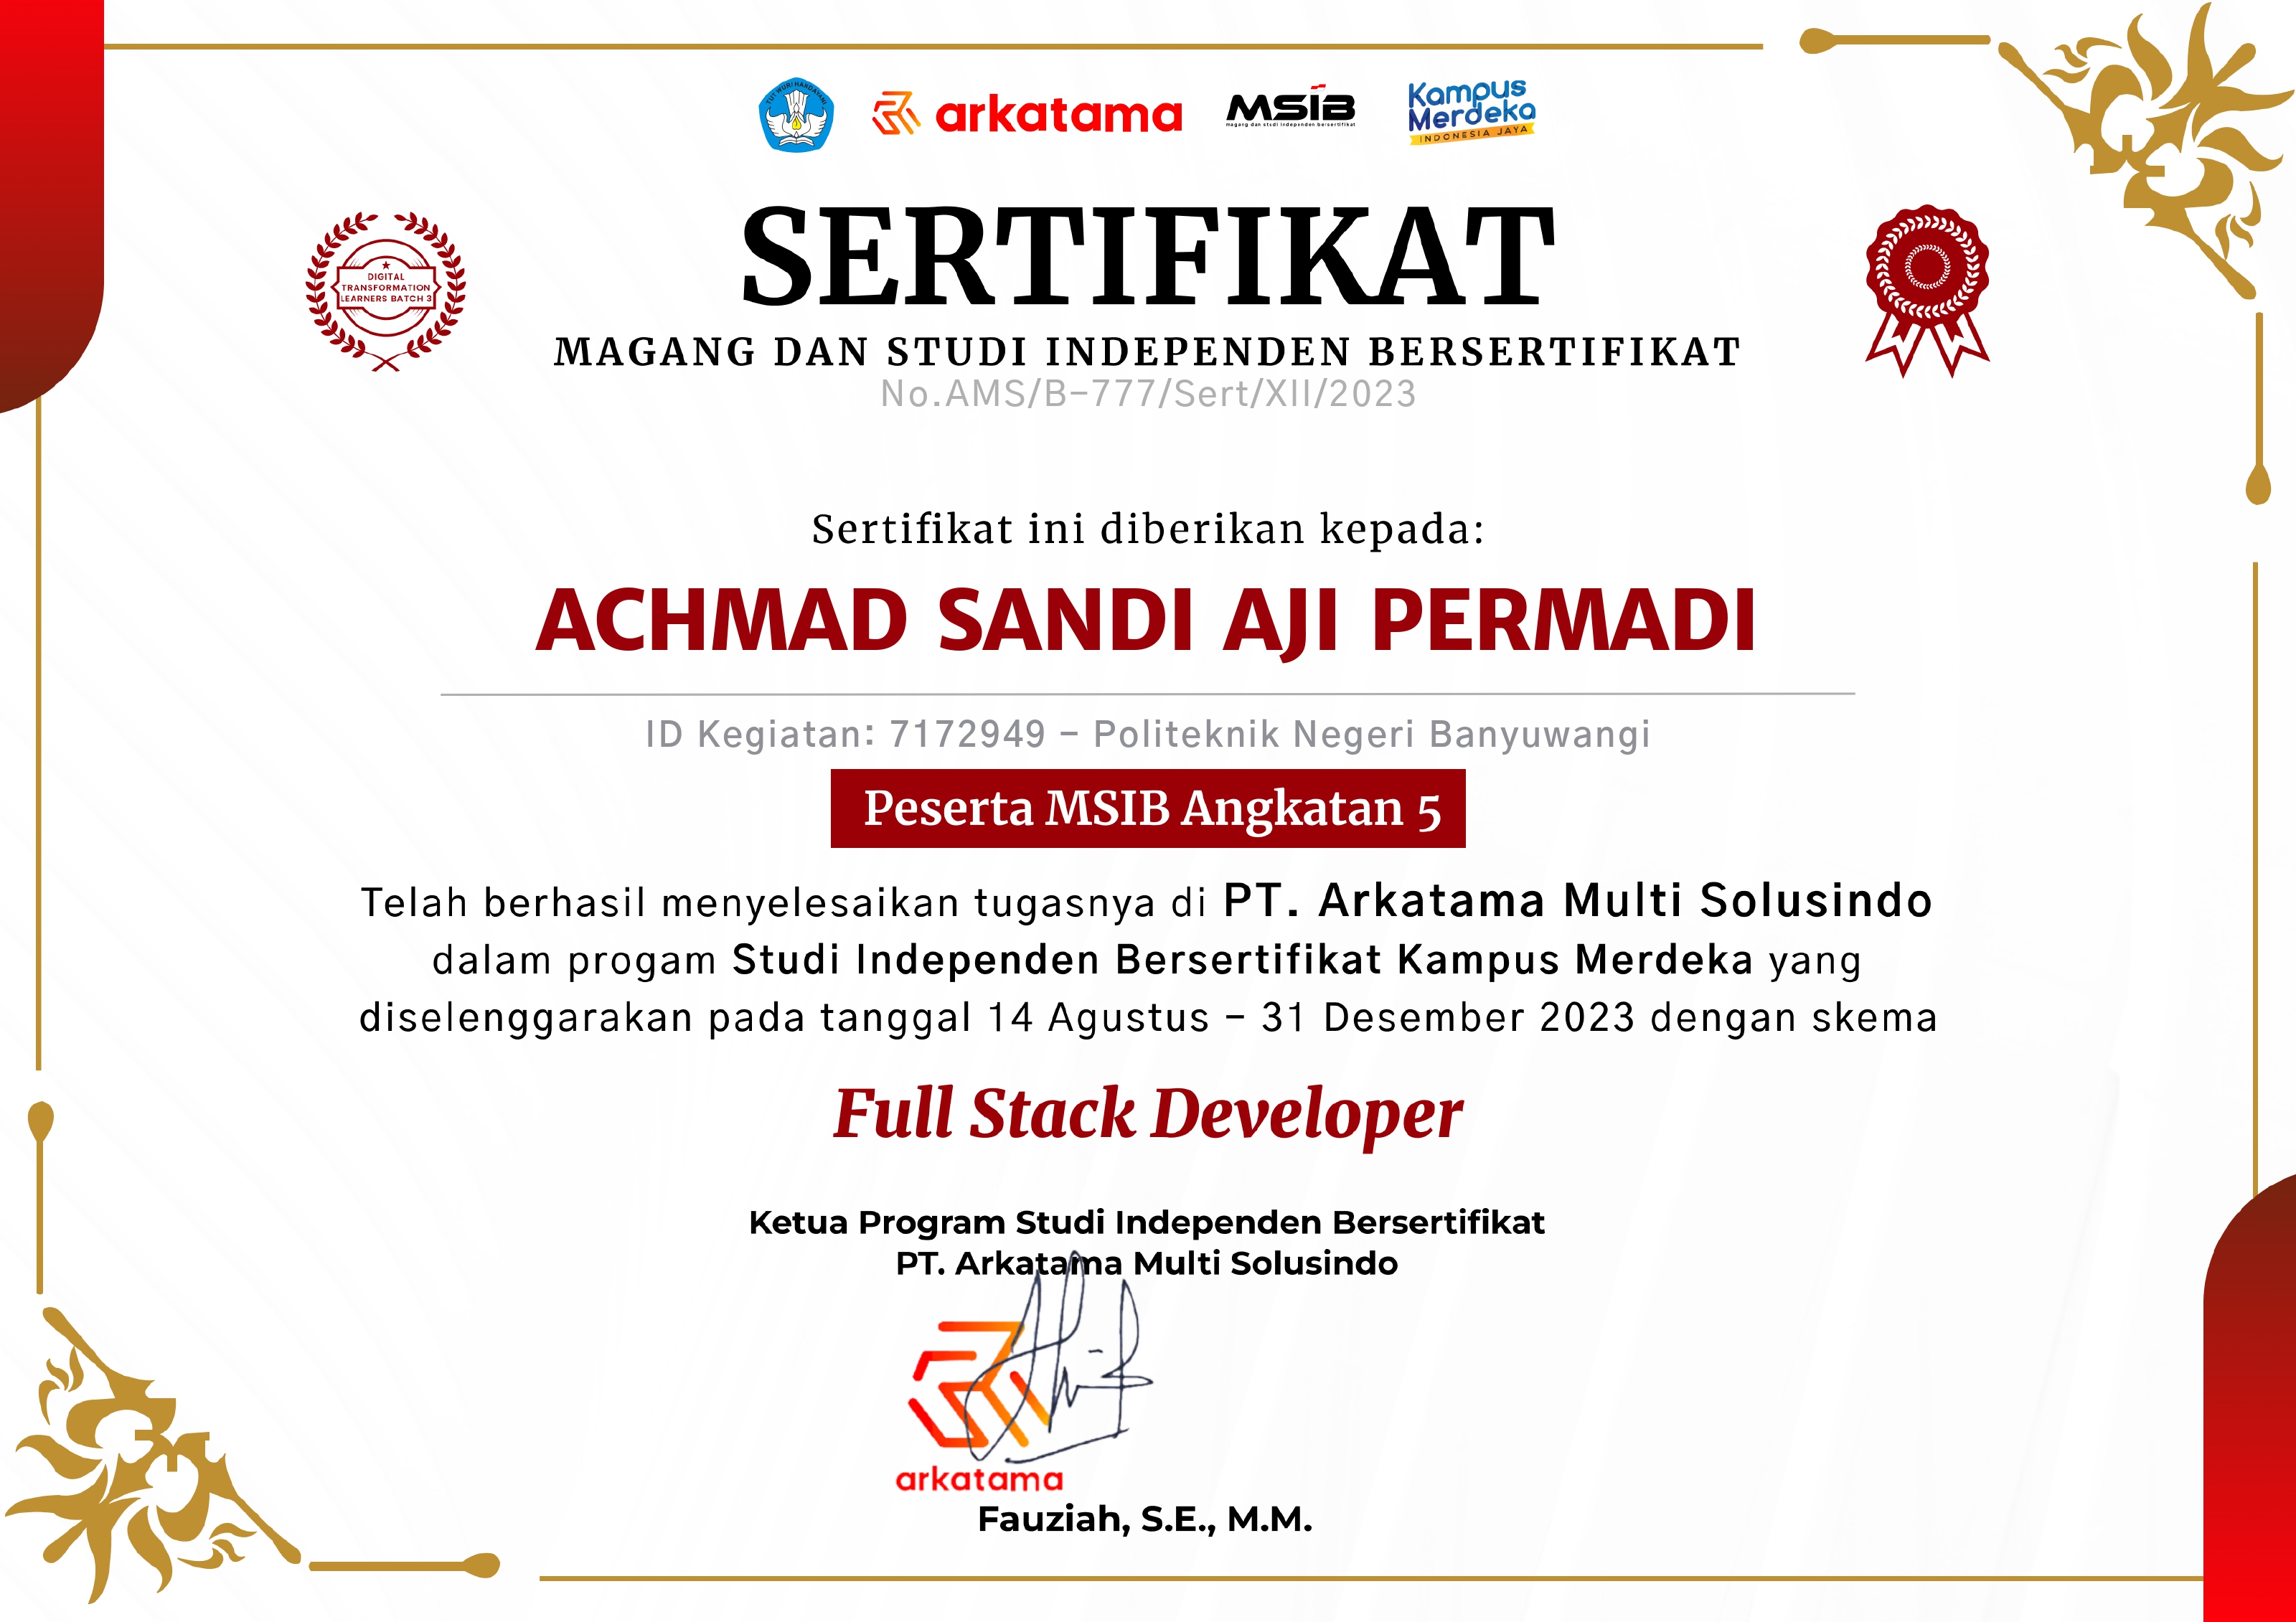 TUT WURI HANDAYANI
arkatama
MSIB
magang dan studi independen bersertifikat
Kampus
Merdeka
INDONESIA JAYA
DIGITAL
TRANSFORMATION
LEARNERS BATCH 3
SERTIFIKAT
MAGANG DAN STUDI INDEPENDEN BERSERTIFIKAT
No.AMS/B-777/Sert/XII/2023
Sertifikat ini diberikan kepada:
ACHMAD SANDI AJI PERMADI
ID Kegiatan: 7172949 - Politeknik Negeri Banyuwangi
Peserta MSIB Angkatan 5
Telah berhasil menyelesaikan tugasnya di PT. Arkatama Multi Solusindo
dalam progam Studi Independen Bersertifikat Kampus Merdeka yang
diselenggarakan pada tanggal 14 Agustus - 31 Desember 2023 dengan skema
Full Stack Developer
Ketua Program Studi Independen Bersertifikat
PT. Arkatama Multi Solusindo
arkatama
Fauziah, S.E., M.M.